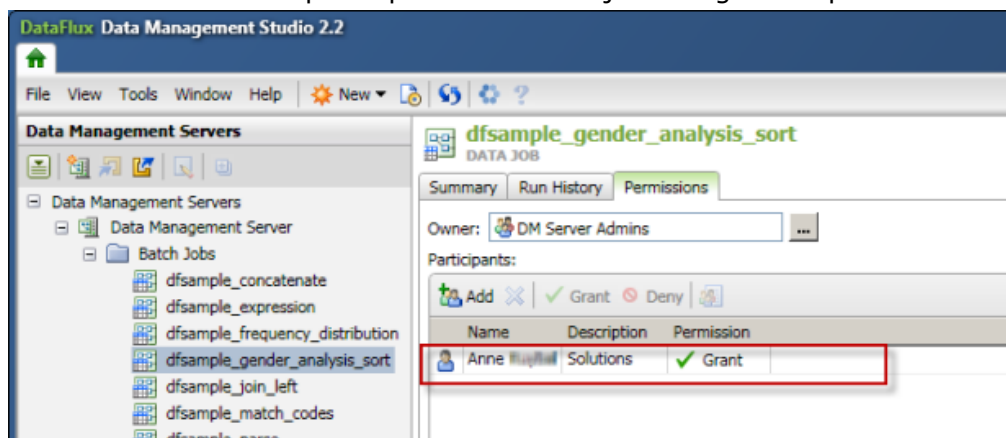 DataFlux Data Management Studio 2.2
File View Tools Window Help New
Data Management Servers
Data Management Servers
Data Management Server
Batch Jobs
dfsample_concatenate
dfsample_expression
dfsample_frequency_distribution
dfsample_gender_analysis_sort
dfsample_join_left
dfsample_match_codes
dfsample_gender_analysis_sort
DATA JOB
Summary Run History Permissions
Owner: DM Server Admins ...
Participants:
Add Grant Deny
Name Description Permission
Anne Solutions Grant